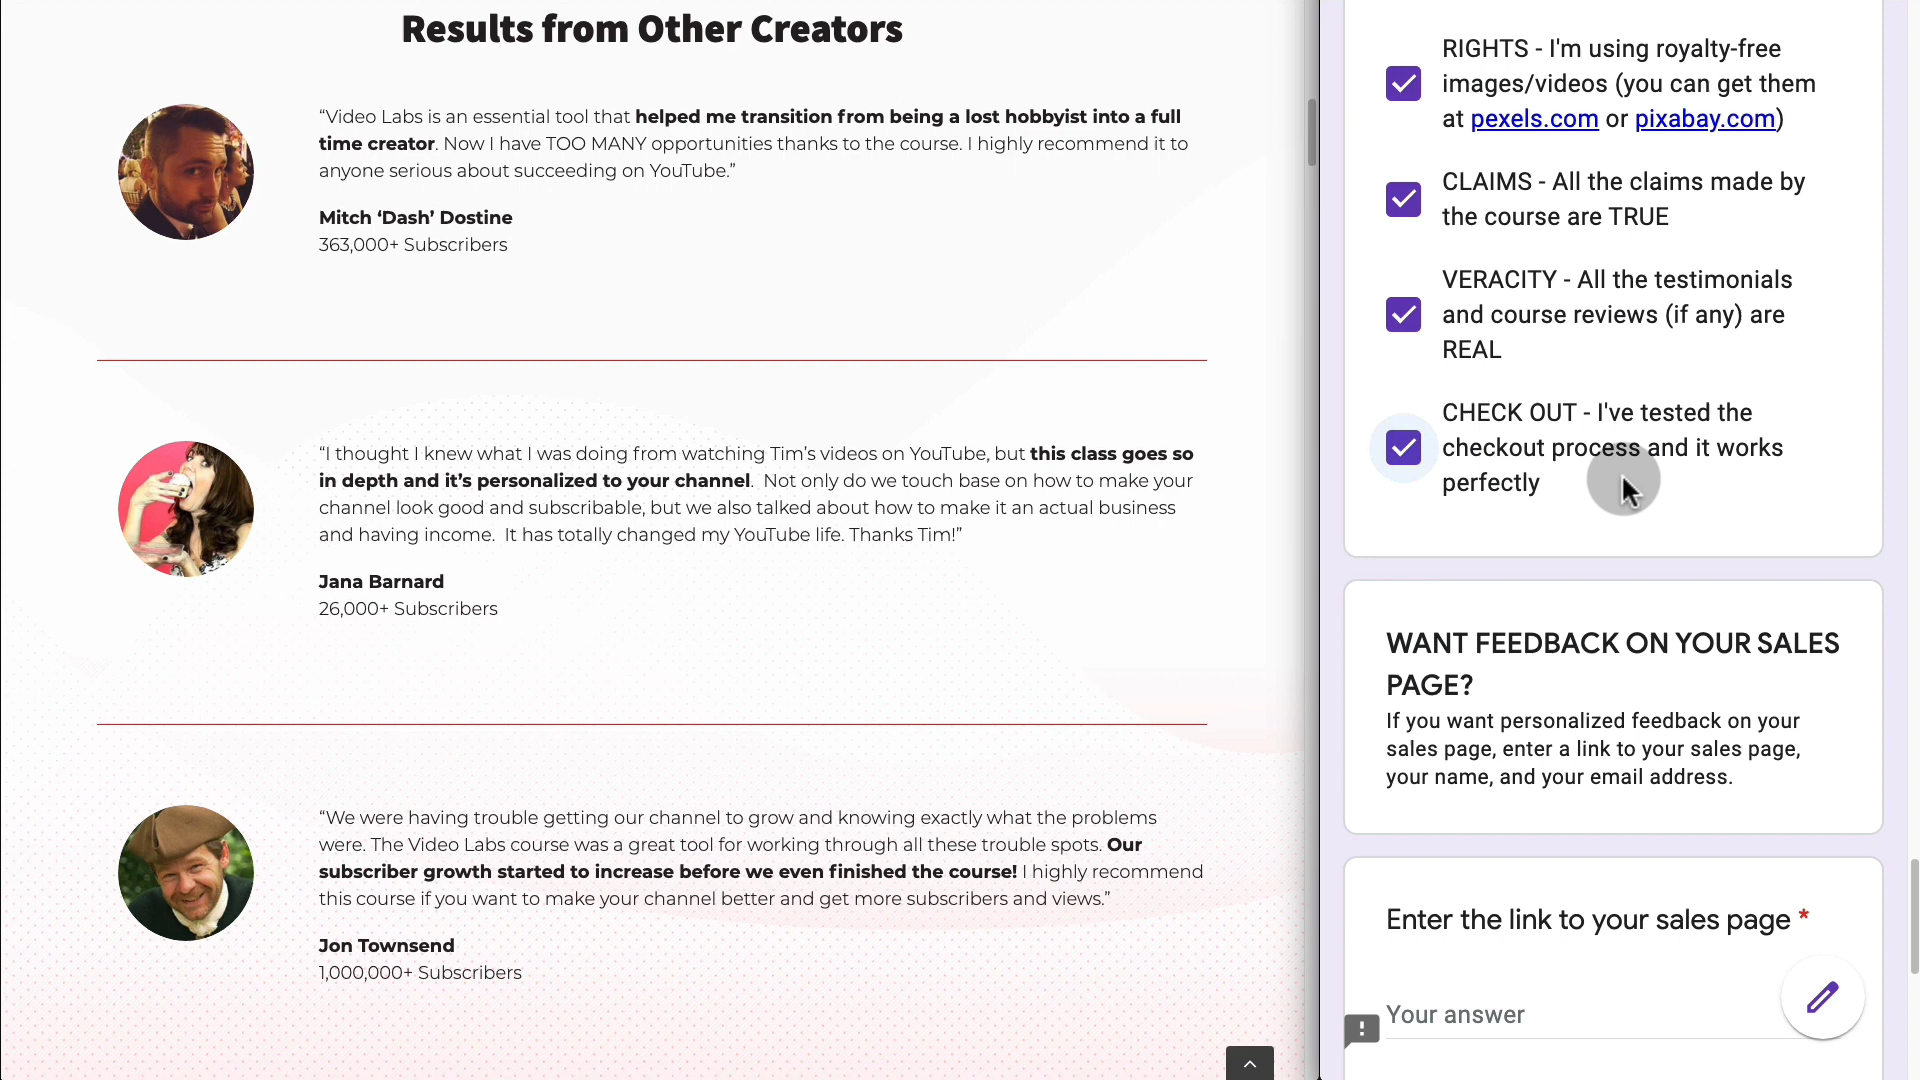 Results from Other Creators
“Video Labs is an essential tool that helped me transition from being a lost hobbyist into a full
time creator. Now I have TOO MANY opportunities thanks to the course. I highly recommend it to
anyone serious about succeeding on YouTube.”
Mitch ‘Dash’ Dostine
363,000+ Subscribers
“I thought I knew what I was doing from watching Tim’s videos on YouTube, but this class goes so
in depth and it’s personalized to your channel.  Not only do we touch base on how to make your
channel look good and subscribable, but we also talked about how to make it an actual business
and having income.  It has totally changed my YouTube life. Thanks Tim!”
Jana Barnard
26,000+ Subscribers
“We were having trouble getting our channel to grow and knowing exactly what the problems
were. The Video Labs course was a great tool for working through all these trouble spots. Our
subscriber growth started to increase before we even finished the course! I highly recommend
this course if you want to make your channel better and get more subscribers and views.”
Jon Townsend
1,000,000+ Subscribers
RIGHTS - I'm using royalty-free
images/videos (you can get them
at pexels.com or pixabay.com)
CLAIMS - All the claims made by
the course are TRUE
VERACITY - All the testimonials
and course reviews (if any) are
REAL
CHECK OUT - I've tested the
checkout process and it works
perfectly
WANT FEEDBACK ON YOUR SALES
PAGE?
If you want personalized feedback on your
sales page, enter a link to your sales page,
your name, and your email address.
Enter the link to your sales page *
Your answer